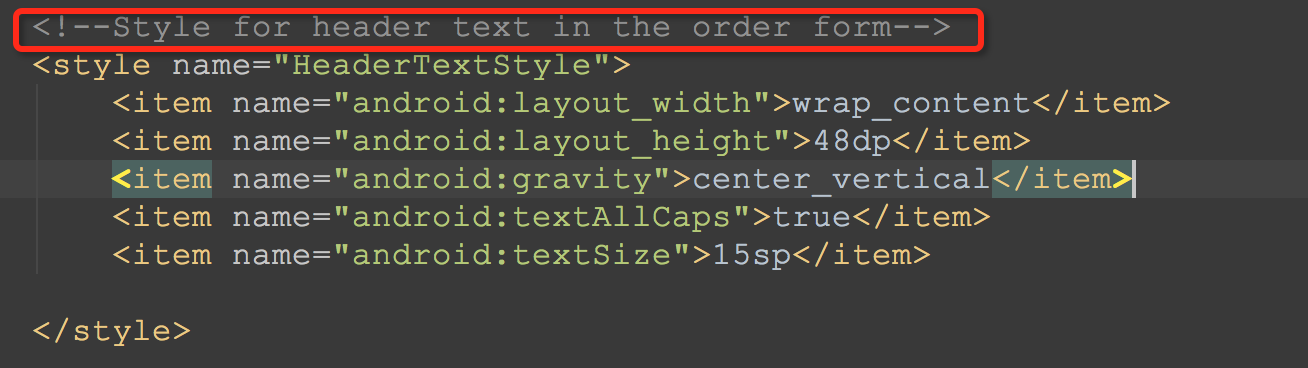 <!--Style for header text in the order form-->
<style name="HeaderTextStyle">
    <item name="android:layout_width">wrap_content</item>
    <item name="android:layout_height">48dp</item>
    <item name="android:gravity">center_vertical</item>
    <item name="android:textAllCaps">true</item>
    <item name="android:textSize">15sp</item>

</style>